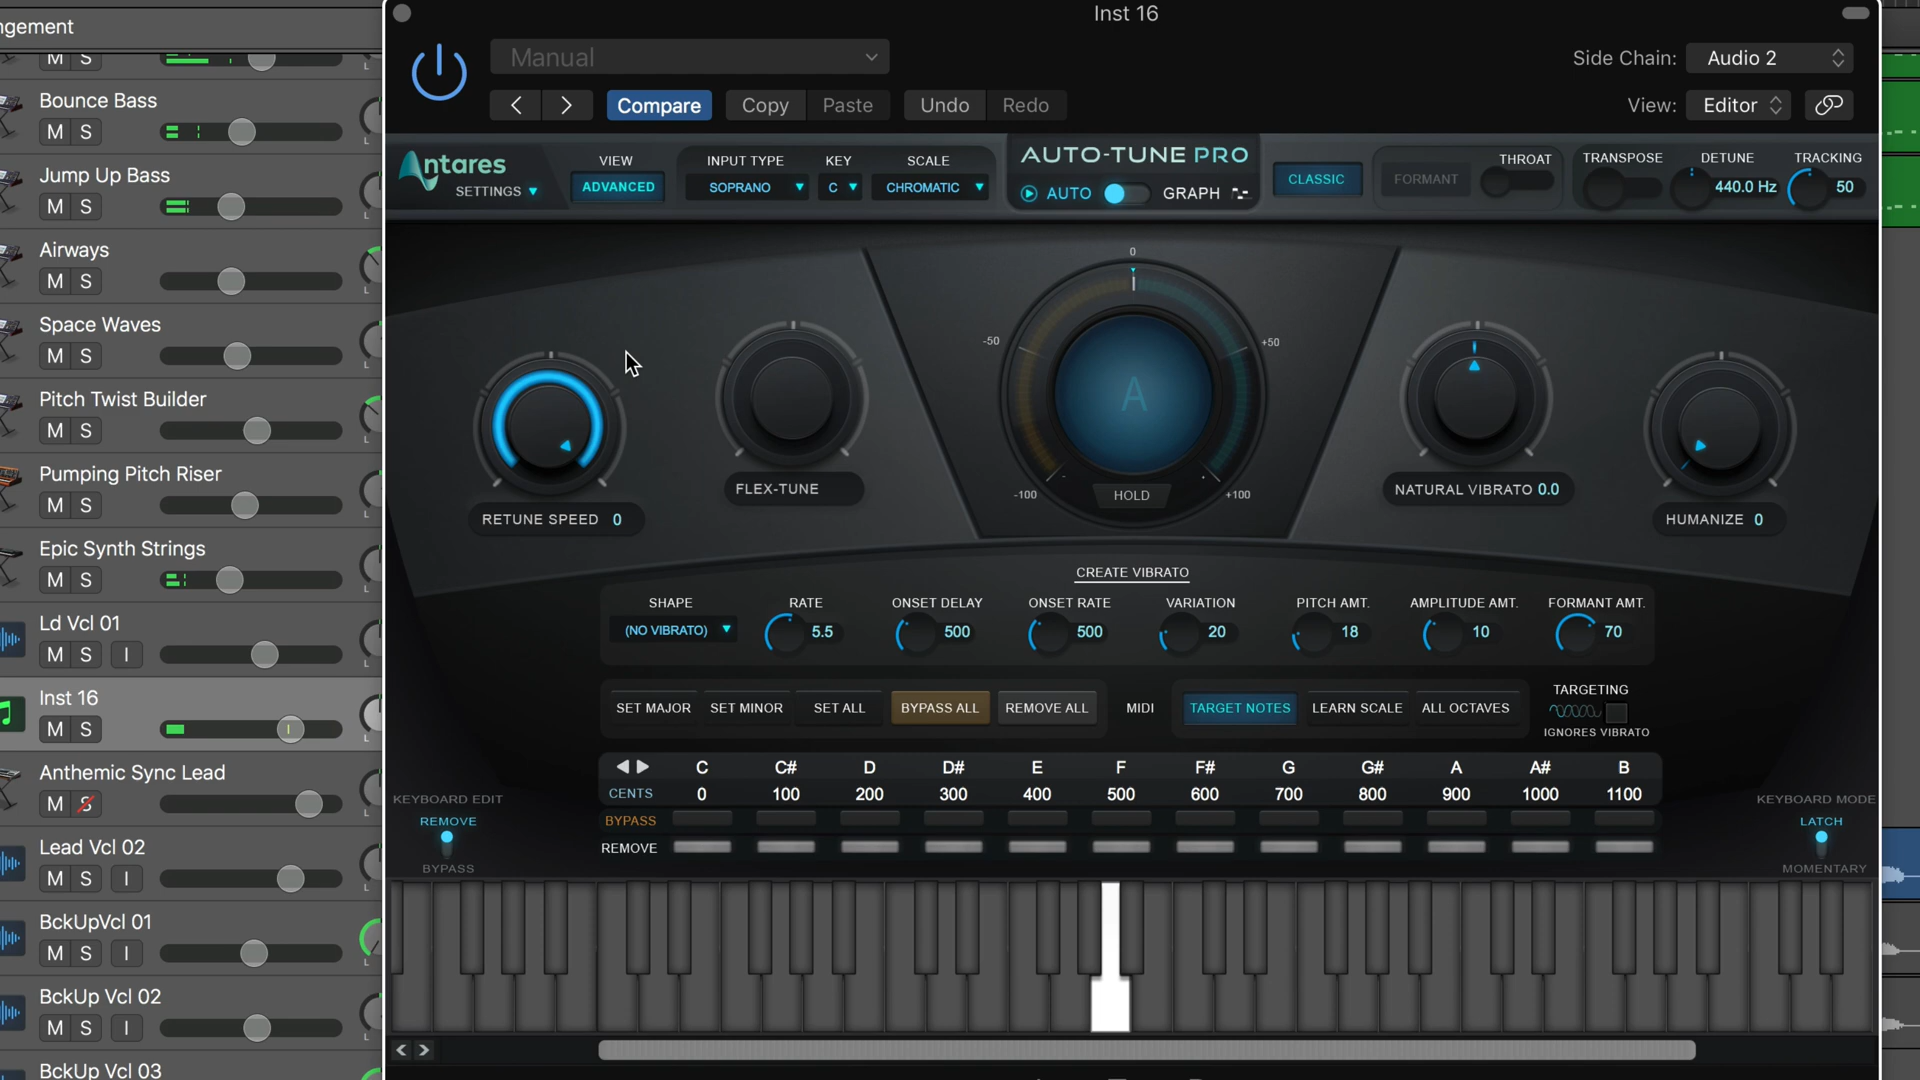 ngement
M S
Bounce Bass
M S
L
Jump Up Bass
M S
L
Airways
M S
L
Space Waves
M S
L
Pitch Twist Builder
M S
L
Pumping Pitch Riser
M S
L
Epic Synth Strings
M S
L
Ld Vcl 01
M S I
L
Inst 16
M S
L
Anthemic Sync Lead
M S
L
Lead Vcl 02
M S I
L
BckUpVcl 01
M S I
L
BckUp Vcl 02
M S I
L
BckUp Vcl 03
Inst 16
Manual
Side Chain: Audio 2
Compare Copy Paste Undo Redo
View: Editor
Antares
SETTINGS
VIEW
ADVANCED
INPUT TYPE KEY SCALE
SOPRANO C CHROMATIC
AUTO-TUNE PRO
AUTO GRAPH
CLASSIC
FORMANT
THROAT
TRANSPOSE DETUNE TRACKING
440.0 Hz 50
0
-50 +50
A
-100 +100
HOLD
RETUNE SPEED 0
FLEX-TUNE
NATURAL VIBRATO 0.0
HUMANIZE 0
CREATE VIBRATO
SHAPE RATE ONSET DELAY ONSET RATE VARIATION PITCH AMT. AMPLITUDE AMT. FORMANT AMT.
(NO VIBRATO) 5.5 500 500 20 18 10 70
SET MAJOR SET MINOR SET ALL BYPASS ALL REMOVE ALL MIDI TARGET NOTES LEARN SCALE ALL OCTAVES
TARGETING
IGNORES VIBRATO
C C# D D# E F F# G G# A A# B
CENTS 0 100 200 300 400 500 600 700 800 900 1000 1100
BYPASS
REMOVE
KEYBOARD EDIT
REMOVE
BYPASS
KEYBOARD MODE
LATCH
MOMENTARY